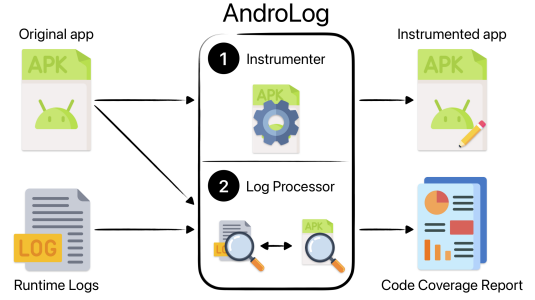 AndroLog
Original app
APK
1 Instrumenter
APK
Instrumented app
APK
2 Log Processor
LOG
APK
LOG
Runtime Logs
Code Coverage Report